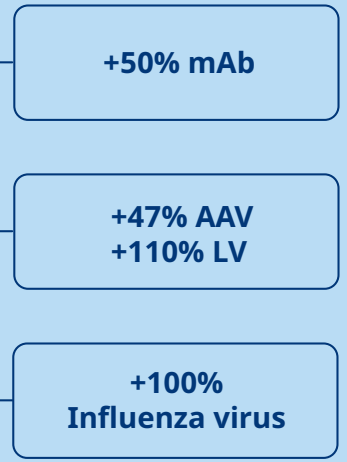 +50% mAb
+47% AAV
+110% LV
+100%
Influenza virus